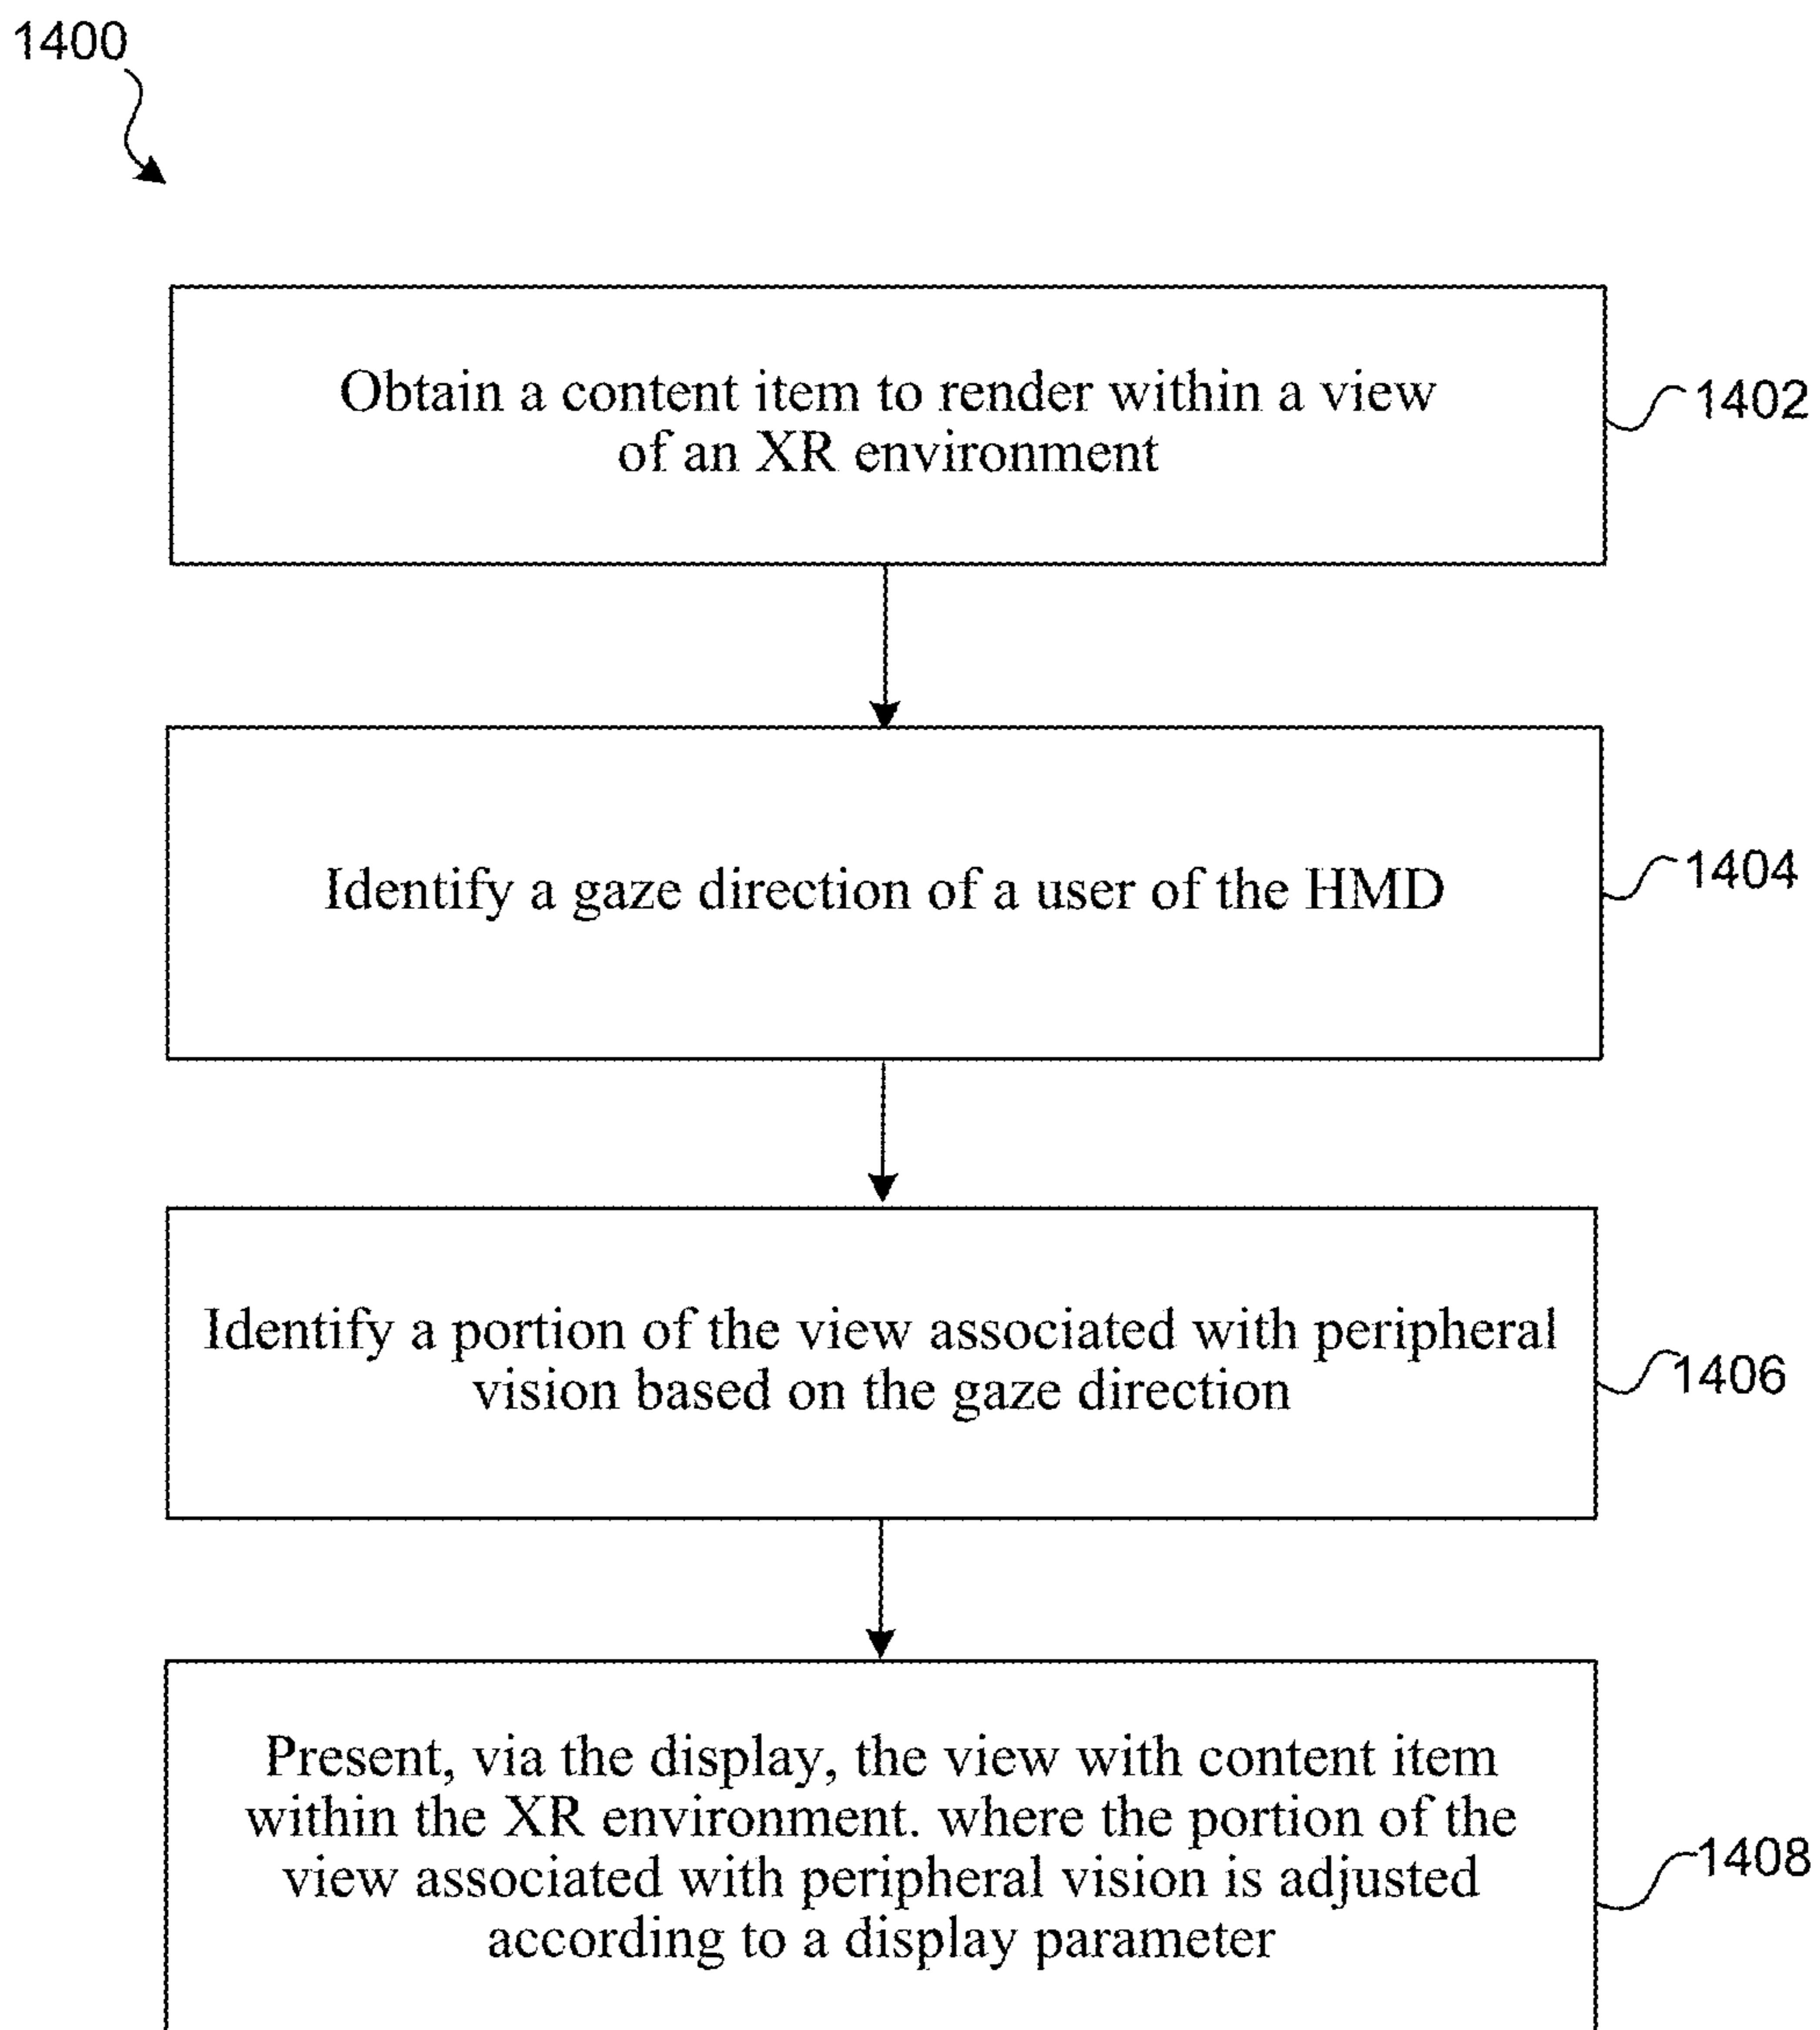 1400
Obtain a content item to render within a view
of an XR environment
1402
Identify a gaze direction of a user of the HMD
1404
Identify a portion of the view associated with peripheral
vision based on the gaze direction
1406
Present, via the display, the view with content item
within the XR environment. where the portion of the
view associated with peripheral vision is adjusted
according to a display parameter
1408